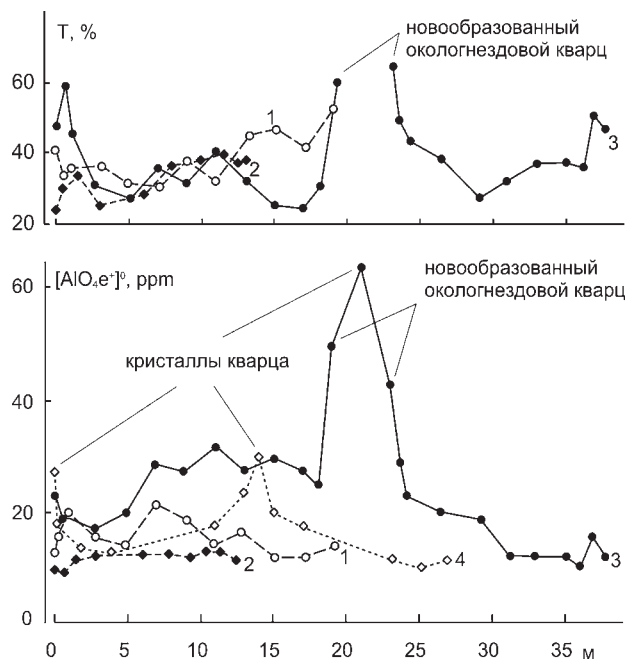 T, %
новообразованный
окологнездовой кварц
60
40
20
1
2
3
[AlO₄e⁺]⁰, ppm
новообразованный
окологнездовой кварц
кристаллы кварца
60
40
20
0
1
2
4
3
0 5 10 15 20 25 30 35 м